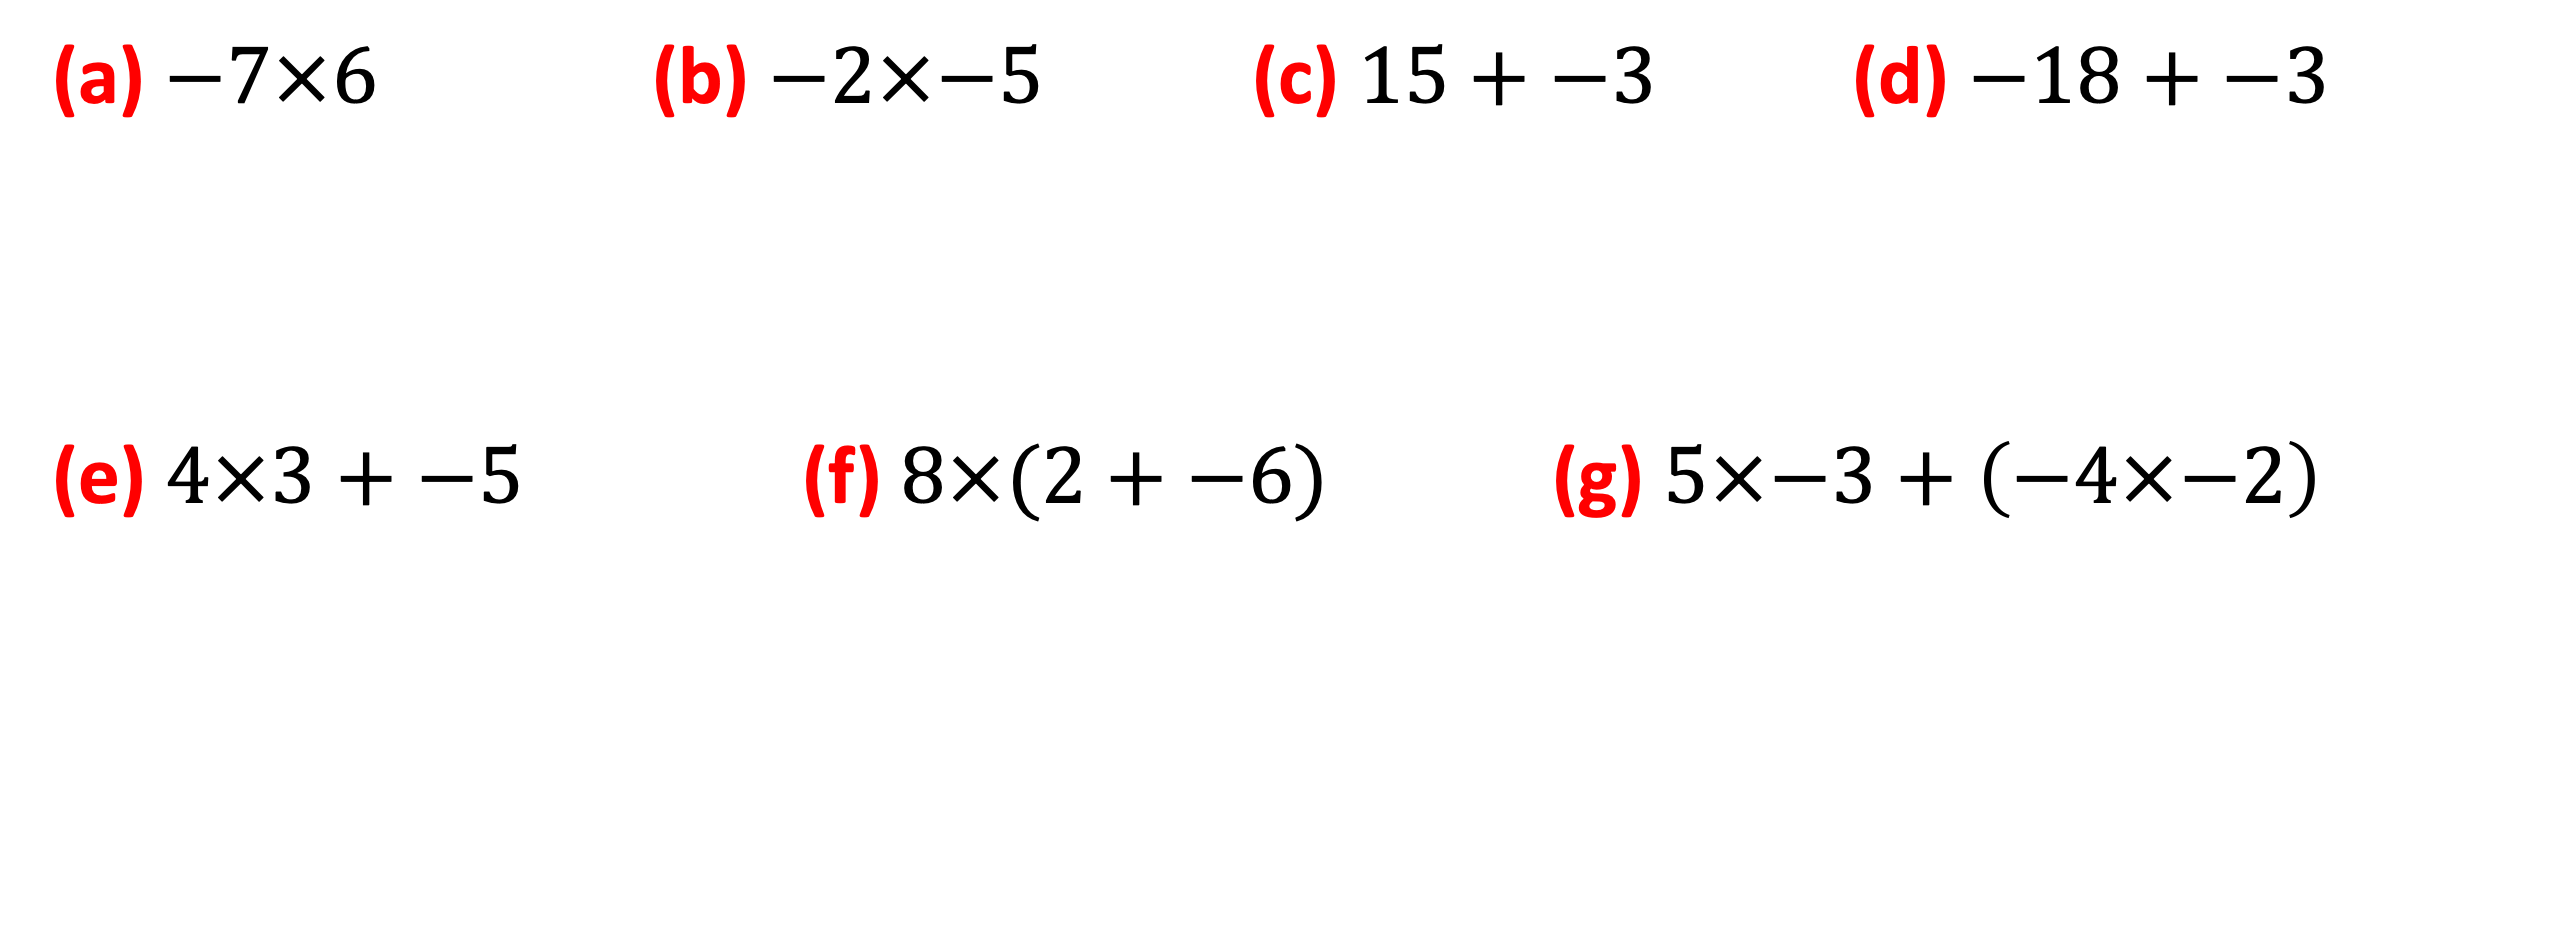 (a) −7×6 (b) −2×−5 (c) 15 + −3 (d) −18 + −3
(e) 4×3 + −5 (f) 8×(2 + −6) (g) 5×−3 + (−4×−2)